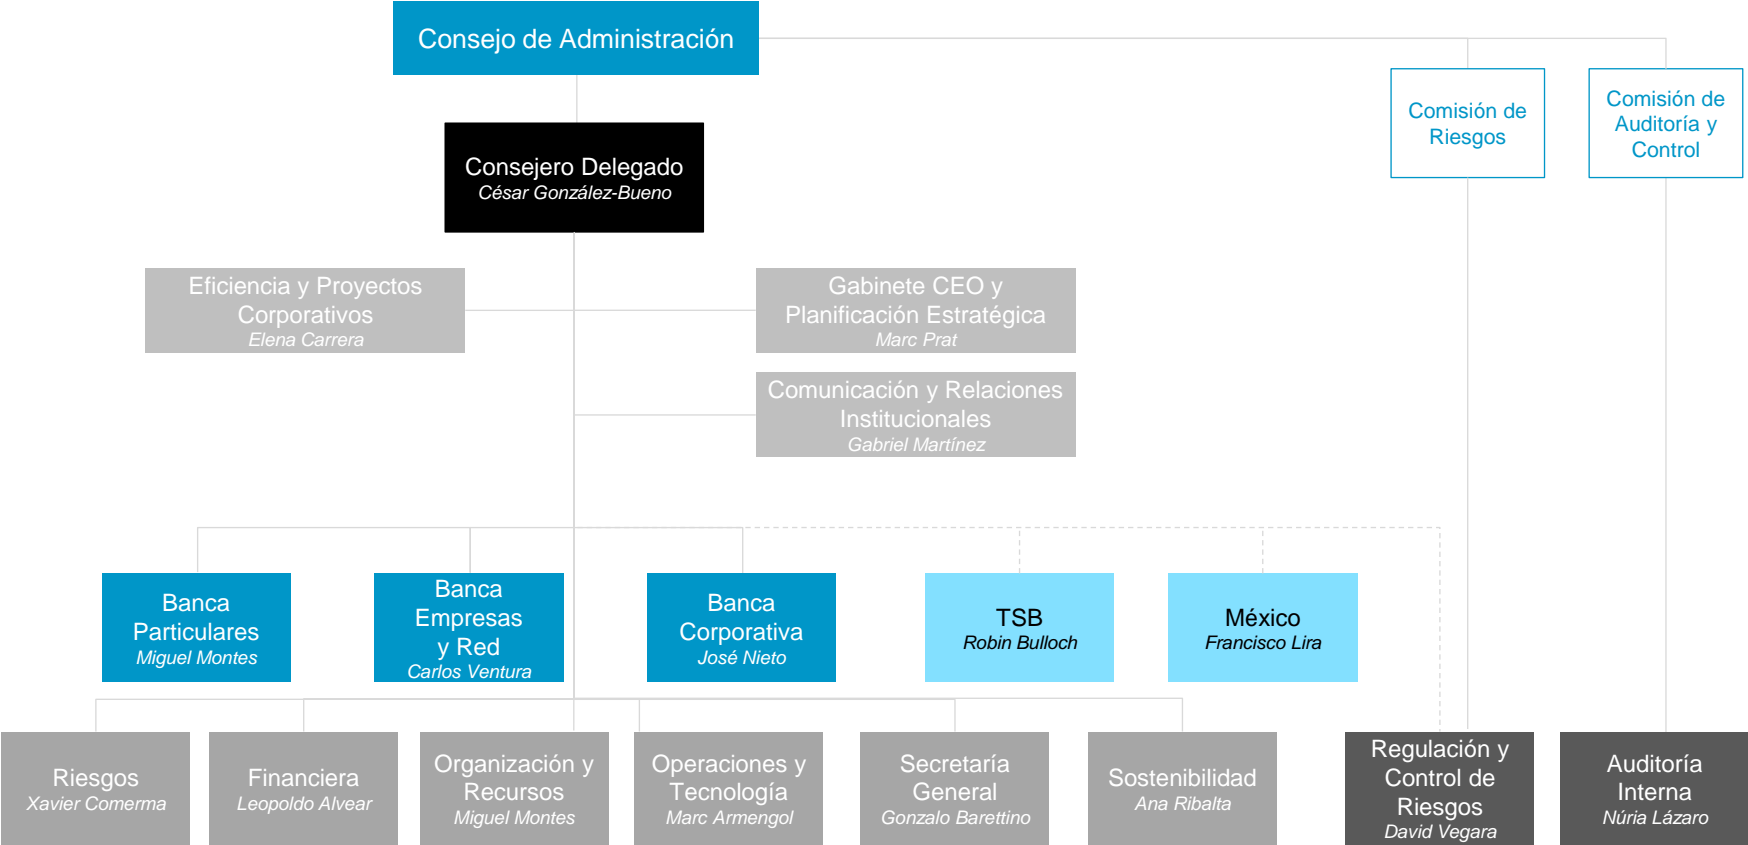 Consejo de Administración
Comisión de
Riesgos
Comisión de
Auditoría y
Control
Consejero Delegado
César González-Bueno
Eficiencia y Proyectos
Corporativos
Elena Carrera
Gabinete CEO y
Planificación Estratégica
Marc Prat
Comunicación y Relaciones
Institucionales
Gabriel Martínez
Banca
Particulares
Miguel Montes
Banca
Empresas
y Red
Carlos Ventura
Banca
Corporativa
José Nieto
TSB
Robin Bulloch
México
Francisco Lira
Riesgos
Xavier Comerma
Financiera
Leopoldo Alvear
Organización y
Recursos
Miguel Montes
Operaciones y
Tecnología
Marc Armengol
Secretaría
General
Gonzalo Barettino
Sostenibilidad
Ana Ribalta
Regulación y
Control de
Riesgos
David Vegara
Auditoría
Interna
Núria Lázaro